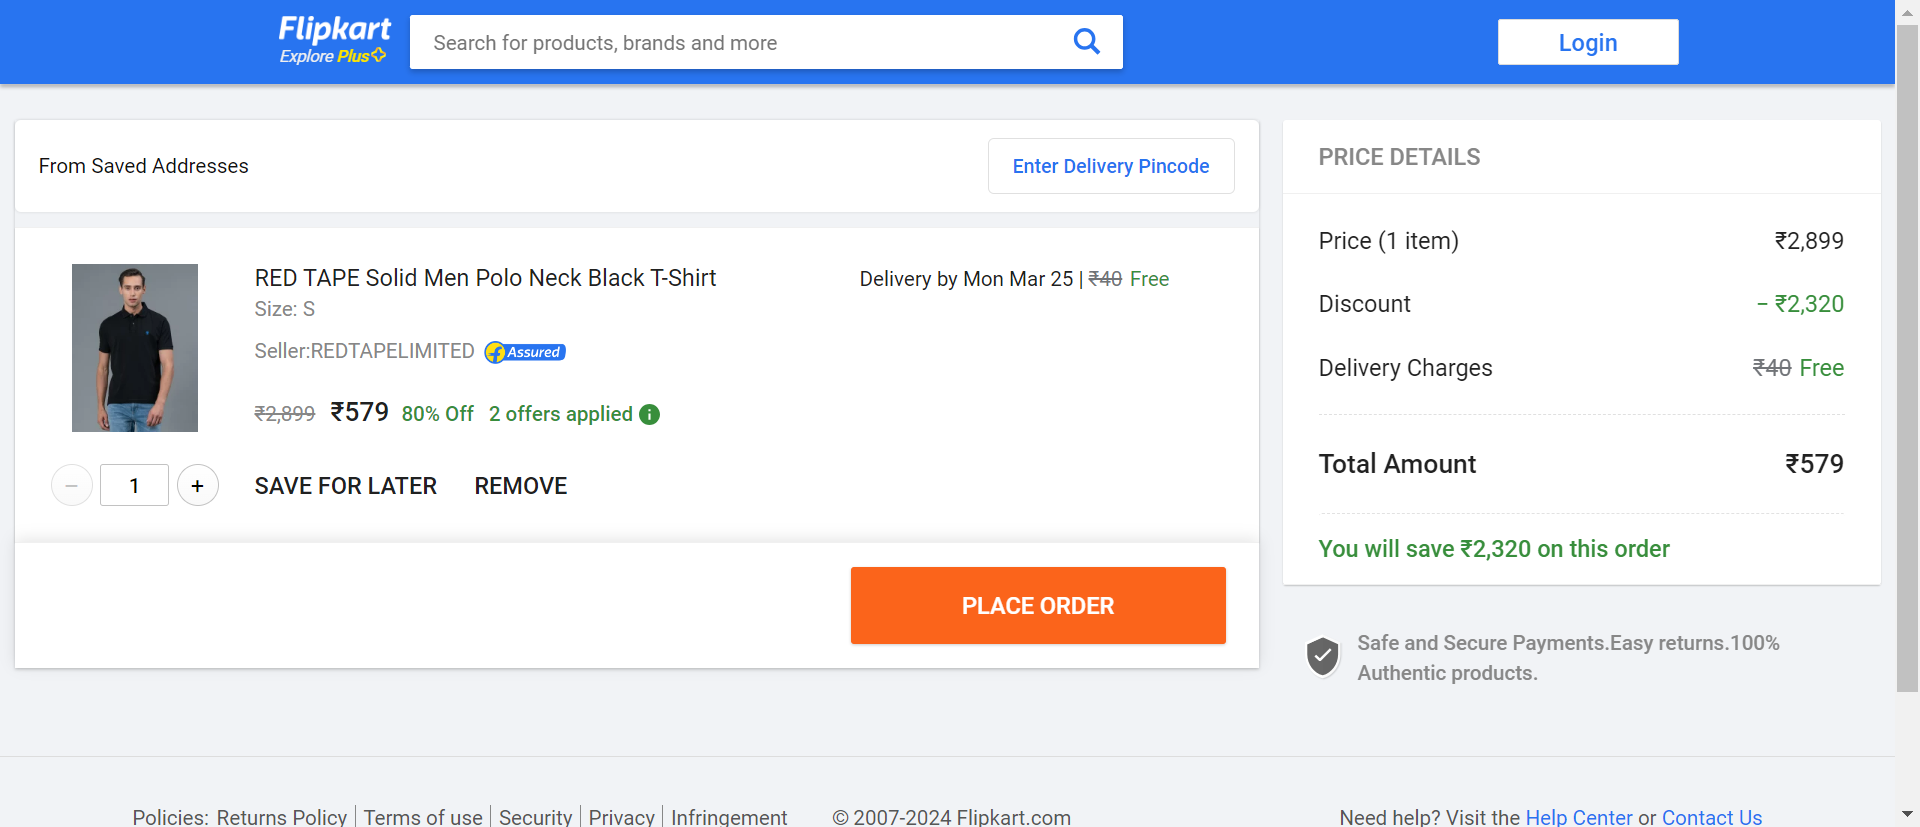 Flipkart
Explore Plus
Search for products, brands and more
Login
From Saved Addresses
Enter Delivery Pincode
RED TAPE Solid Men Polo Neck Black T-Shirt
Size: S
Seller:REDTAPELIMITED Assured
₹2,899 ₹579 80% Off 2 offers applied
Delivery by Mon Mar 25 | ₹40 Free
− 1 +
SAVE FOR LATER REMOVE
PLACE ORDER
PRICE DETAILS
Price (1 item) ₹2,899
Discount − ₹2,320
Delivery Charges ₹40 Free
Total Amount ₹579
You will save ₹2,320 on this order
Safe and Secure Payments.Easy returns.100%
Authentic products.
Policies: Returns Policy | Terms of use | Security | Privacy | Infringement © 2007-2024 Flipkart.com Need help? Visit the Help Center or Contact Us